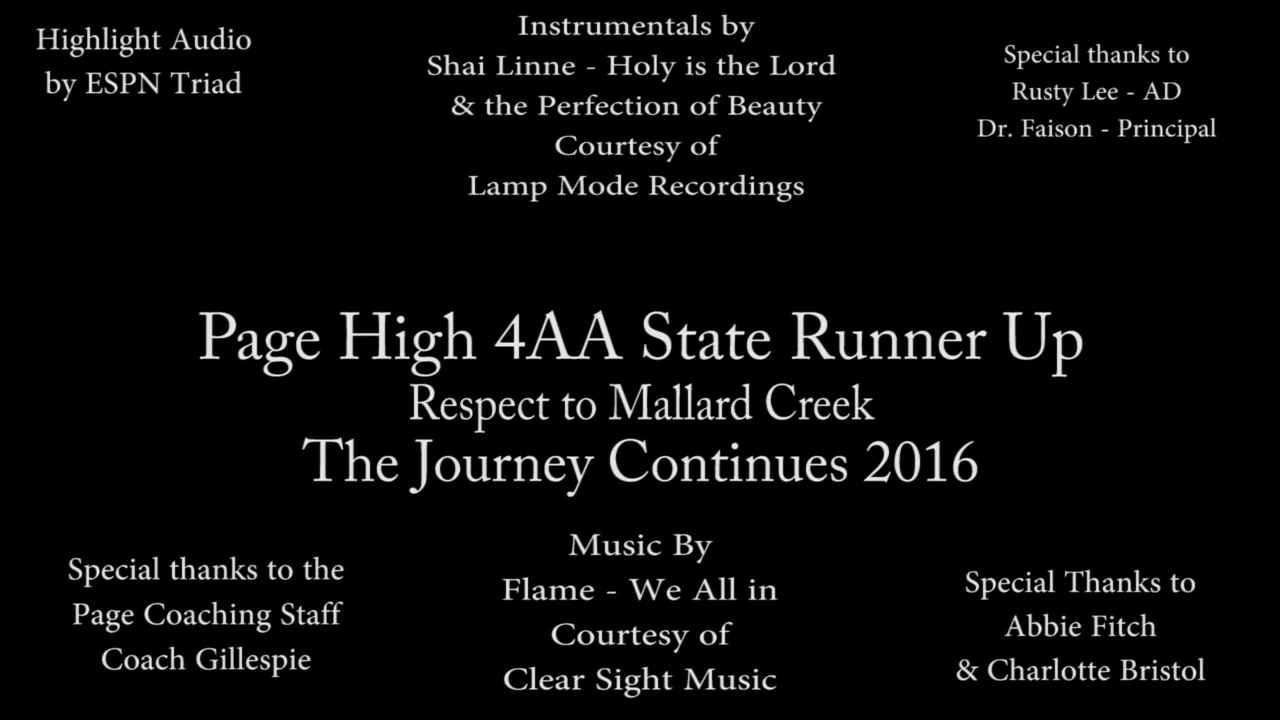 Highlight Audio
by ESPN Triad
Instrumentals by
Shai Linne - Holy is the Lord
& the Perfection of Beauty
Courtesy of
Lamp Mode Recordings
Special thanks to
Rusty Lee - AD
Dr. Faison - Principal
Page High 4AA State Runner Up
Respect to Mallard Creek
The Journey Continues 2016
Special thanks to the
Page Coaching Staff
Coach Gillespie
Music By
Flame - We All in
Courtesy of
Clear Sight Music
Special Thanks to
Abbie Fitch
& Charlotte Bristol